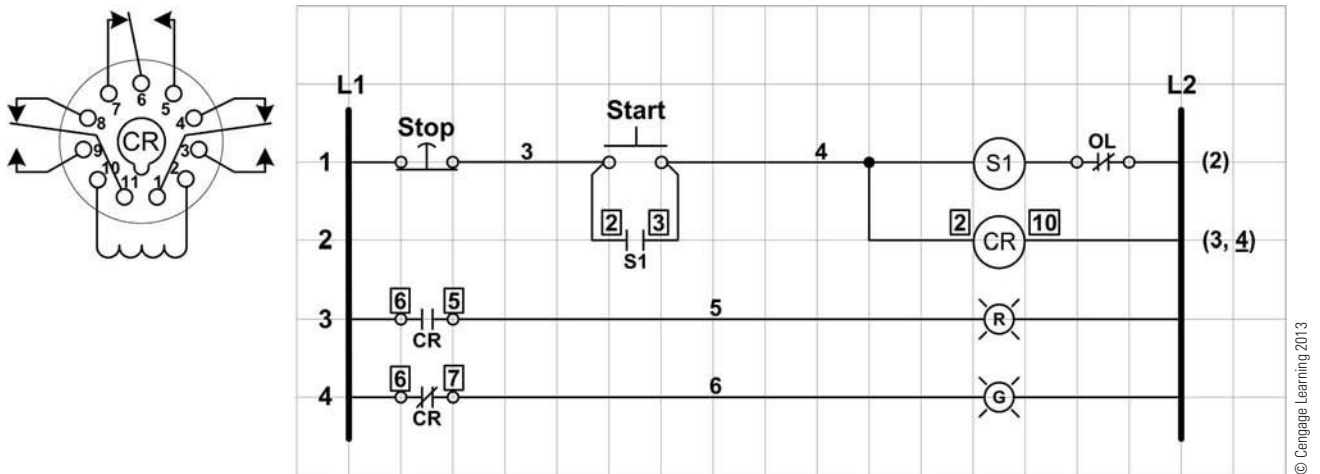 7 6 5
8 4
CR
9 3
10 2
11 1
L1 L2
Stop Start OL
1 3 4 S1 (2)
2 2 3 2 CR 10 (3, 4)
S1
3 6 5 5 R
CR
4 6 7 6 G
CR
© Cengage Learning 2013